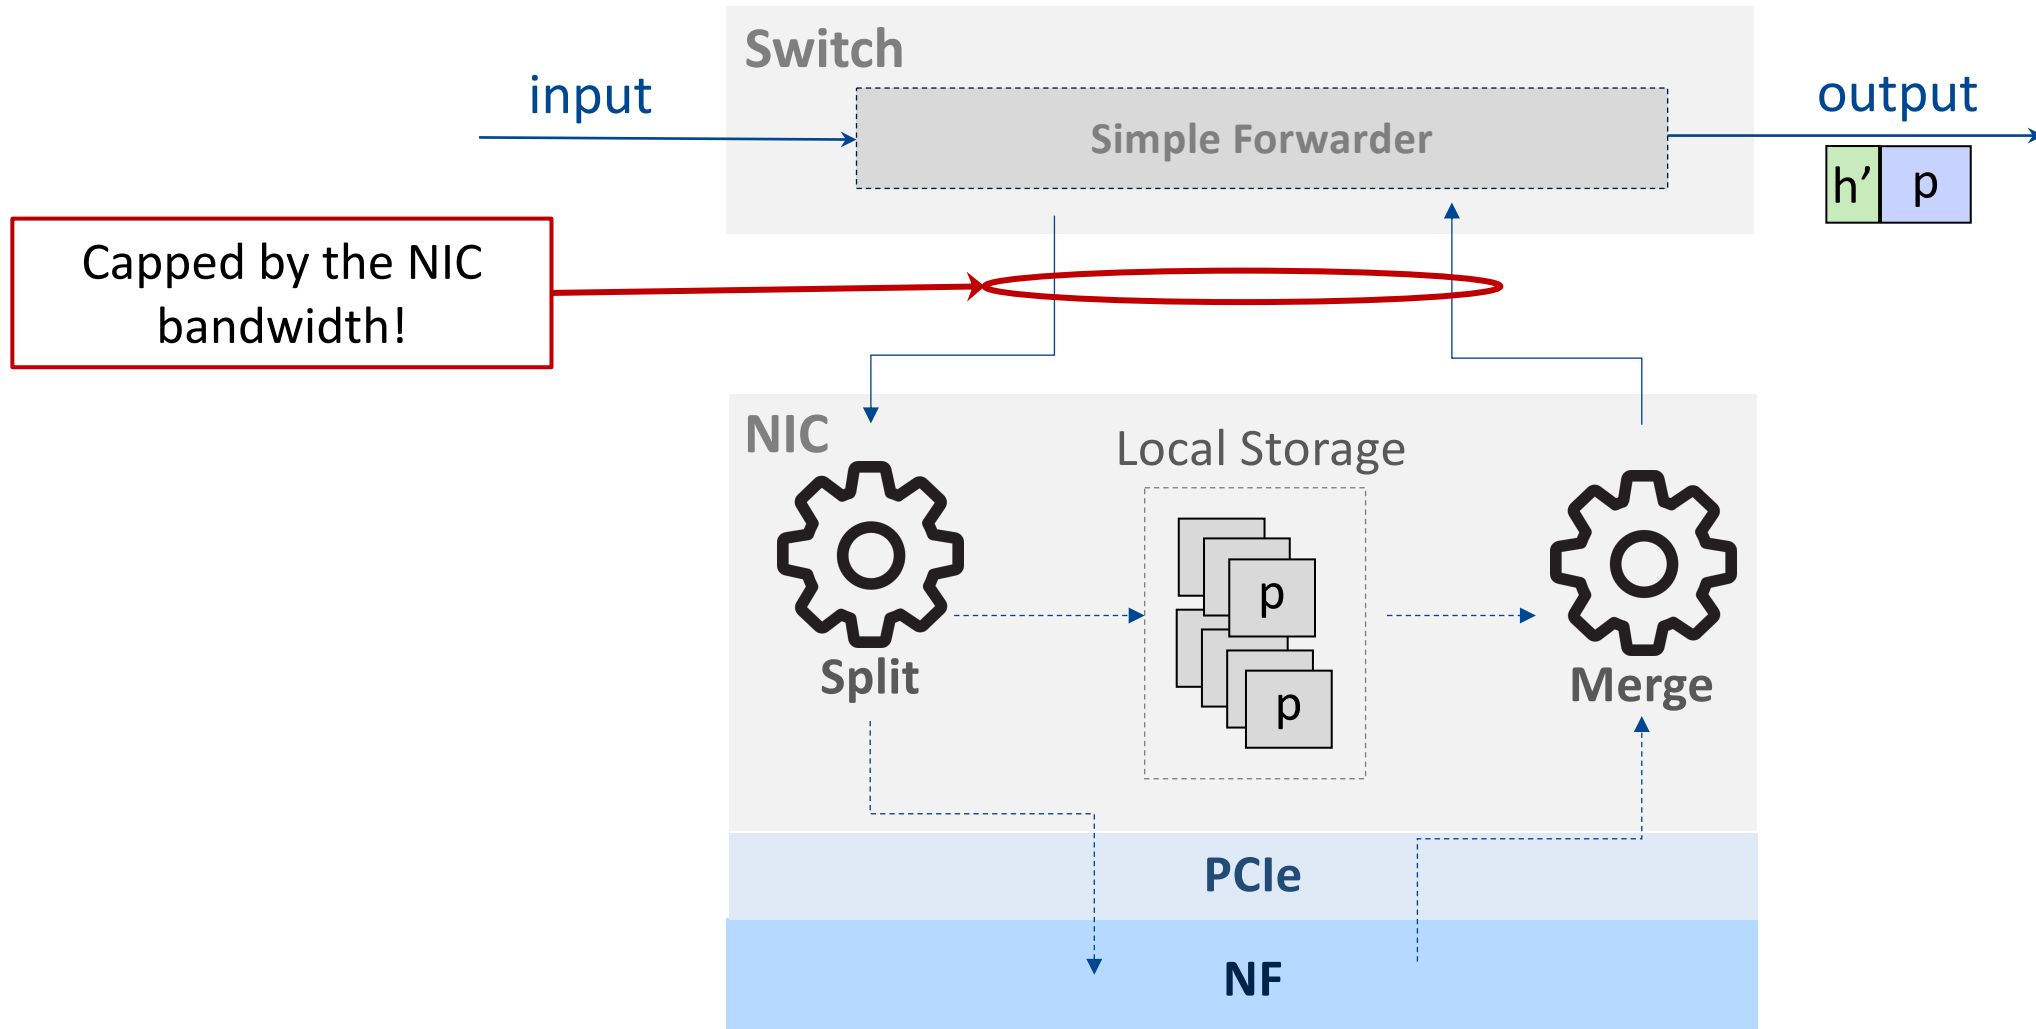 Switch
input
Simple Forwarder
output
h’ p
Capped by the NIC
bandwidth!
NIC
Local Storage
p
p
Split
Merge
PCIe
NF